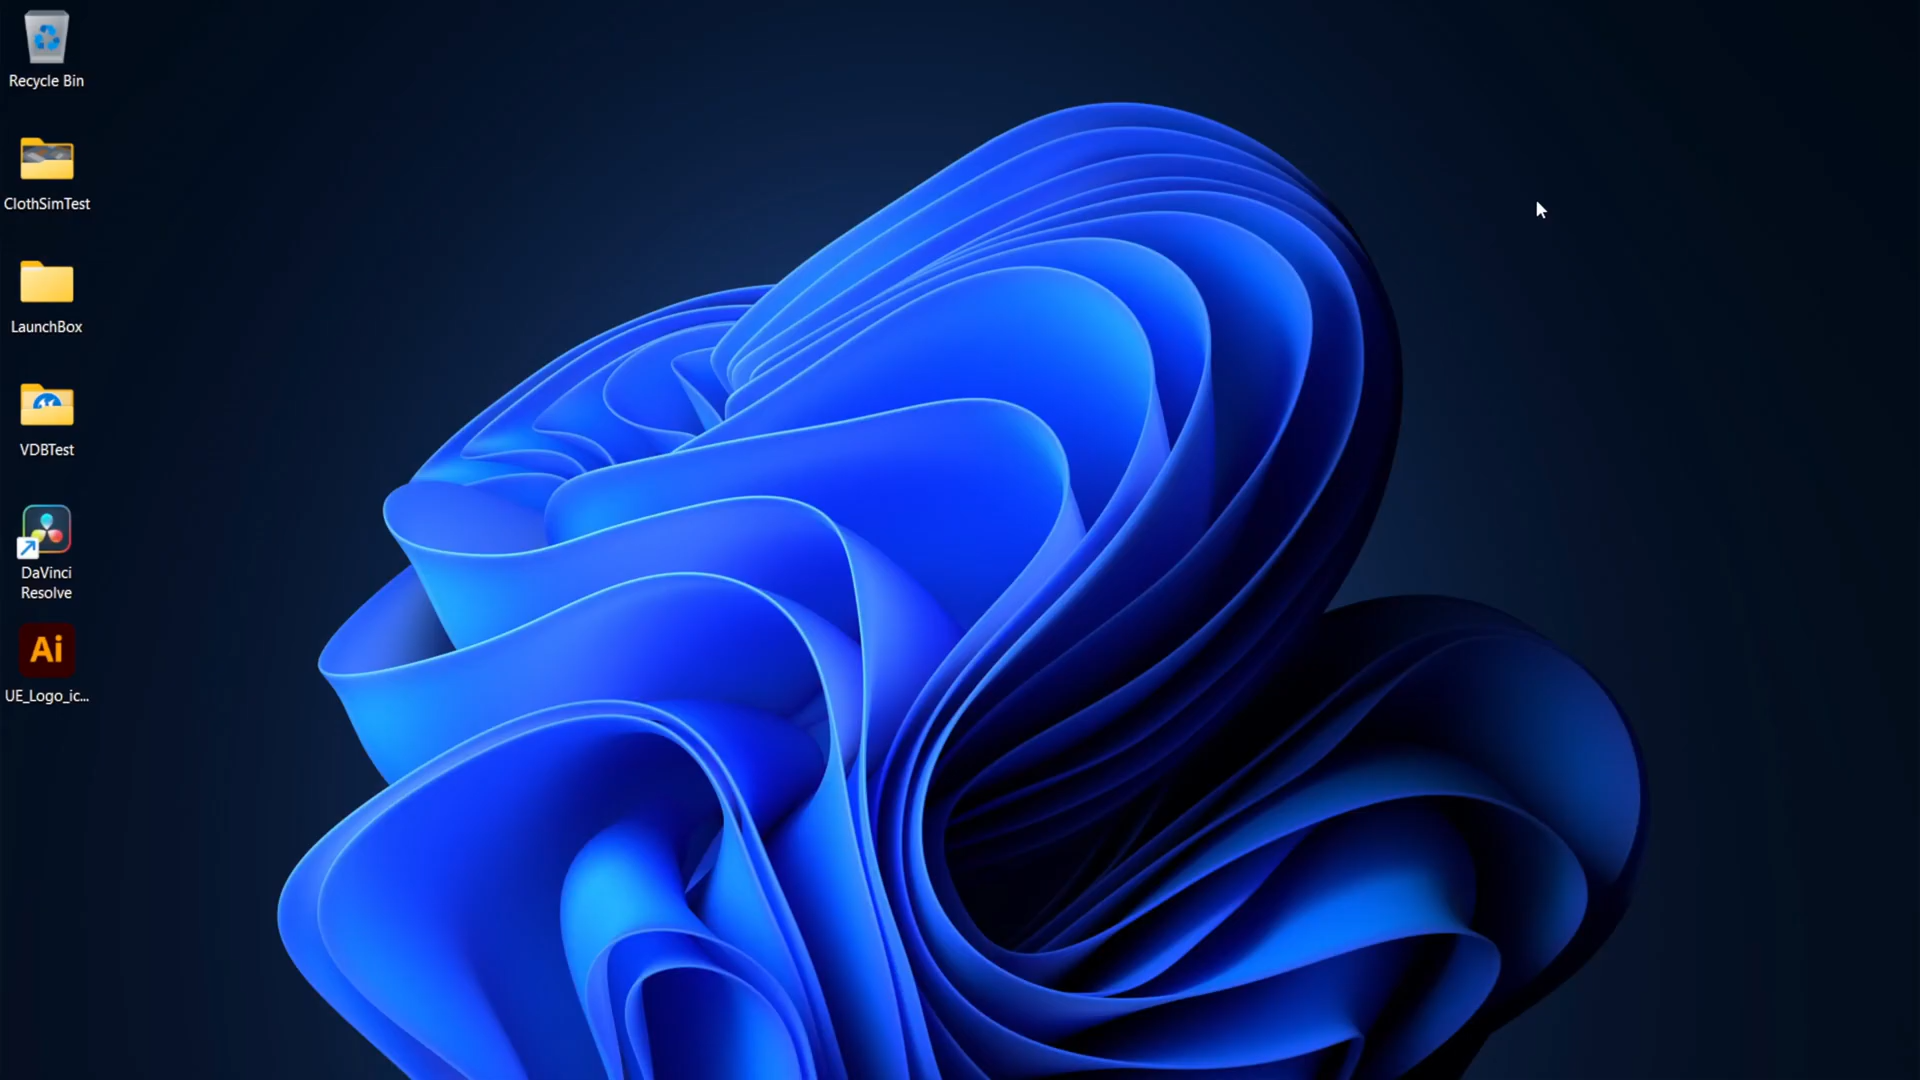 Recycle Bin
ClothSimTest
LaunchBox
VDBTest
DaVinci
Resolve
Ai
UE_Logo_ic...